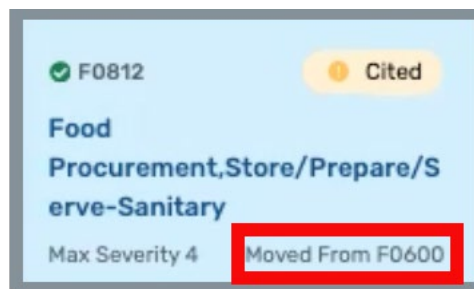 F0812 Cited
Food
Procurement,Store/Prepare/S
erve-Sanitary
Max Severity 4 Moved From F0600